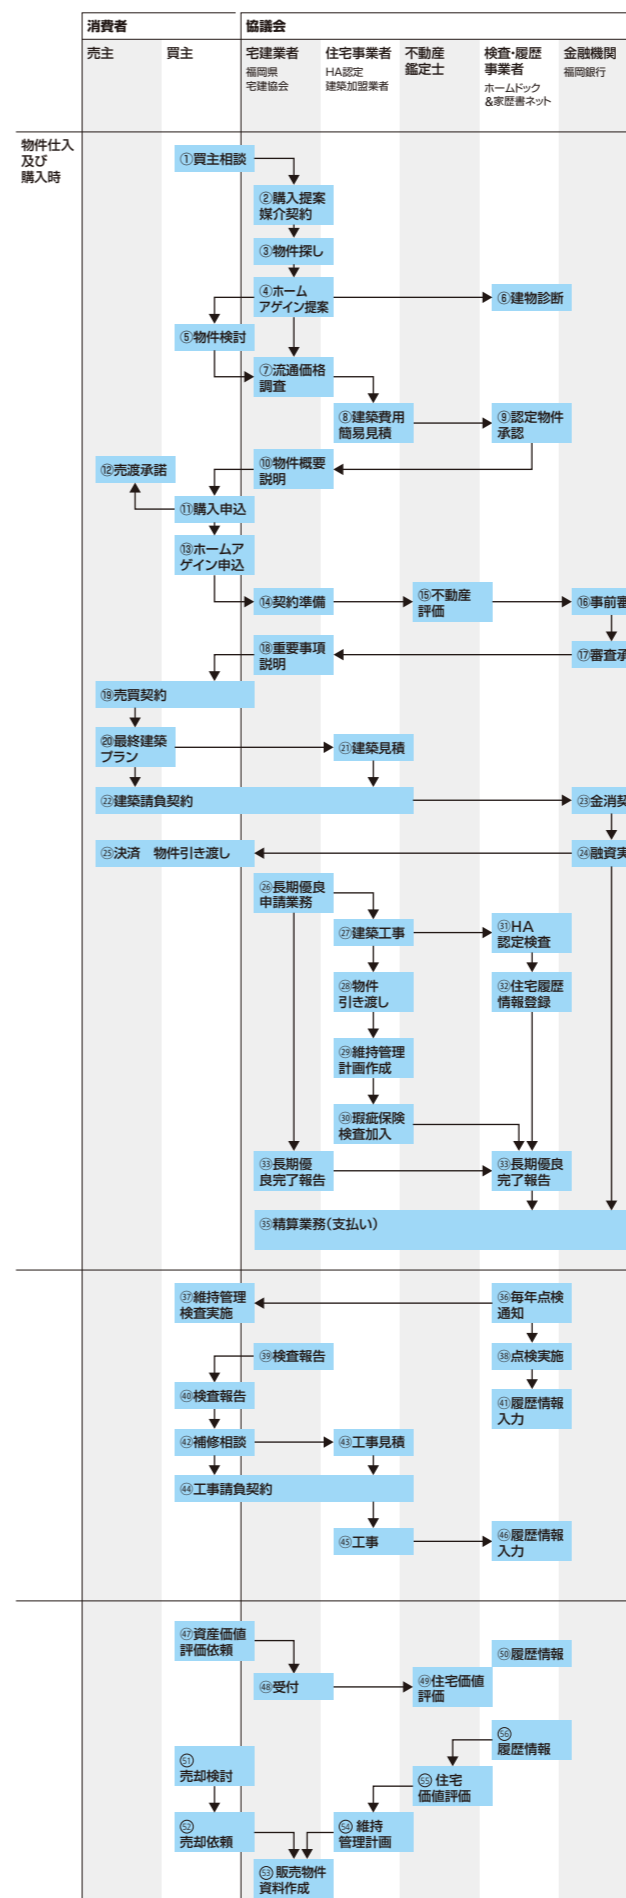 消費者
協議会
売主
買主
宅建業者
福岡県
宅建協会
住宅事業者
HA認定
建築加盟業者
不動産
鑑定士
検査・履歴
事業者
ホームドック
&家歴書ネット
金融機関
福岡銀行
物件仕入
及び
購入時
①買主相談
②購入提案
媒介契約
③物件探し
④ホーム
アゲイン提案
⑥建物診断
⑤物件検討
⑦流通価格
調査
⑧建築費用
簡易見積
⑨認定物件
承認
⑩物件概要
説明
⑫売渡承諾
⑪購入申込
⑬ホームア
ゲイン申込
⑭契約準備
⑮不動産
評価
⑯事前審
⑱重要事項
説明
⑰審査承
⑲売買契約
⑳最終建築
プラン
㉑建築見積
㉒建築請負契約
㉓金消契
㉕決済　物件引き渡し
㉔融資実
㉖長期優良
申請業務
㉗建築工事
㉛HA
認定検査
㉘物件
引き渡し
㉜住宅履歴
情報登録
㉙維持管理
計画作成
㉚瑕疵保険
検査加入
㉝長期優
良完了報告
㉝長期優良
完了報告
㉟精算業務(支払い)
㊲維持管理
検査実施
㊱毎年点検
通知
㊴検査報告
㊳点検実施
㊵検査報告
㊶履歴情報
入力
㊷補修相談
㊸工事見積
㊹工事請負契約
㊺工事
㊻履歴情報
入力
㊼資産価値
評価依頼
㊽受付
㊾住宅価値
評価
㊿履歴情報
56
履歴情報
51
売却検討
55 住宅
価値評価
52
売却依頼
54 維持
管理計画
53 販売物件
資料作成